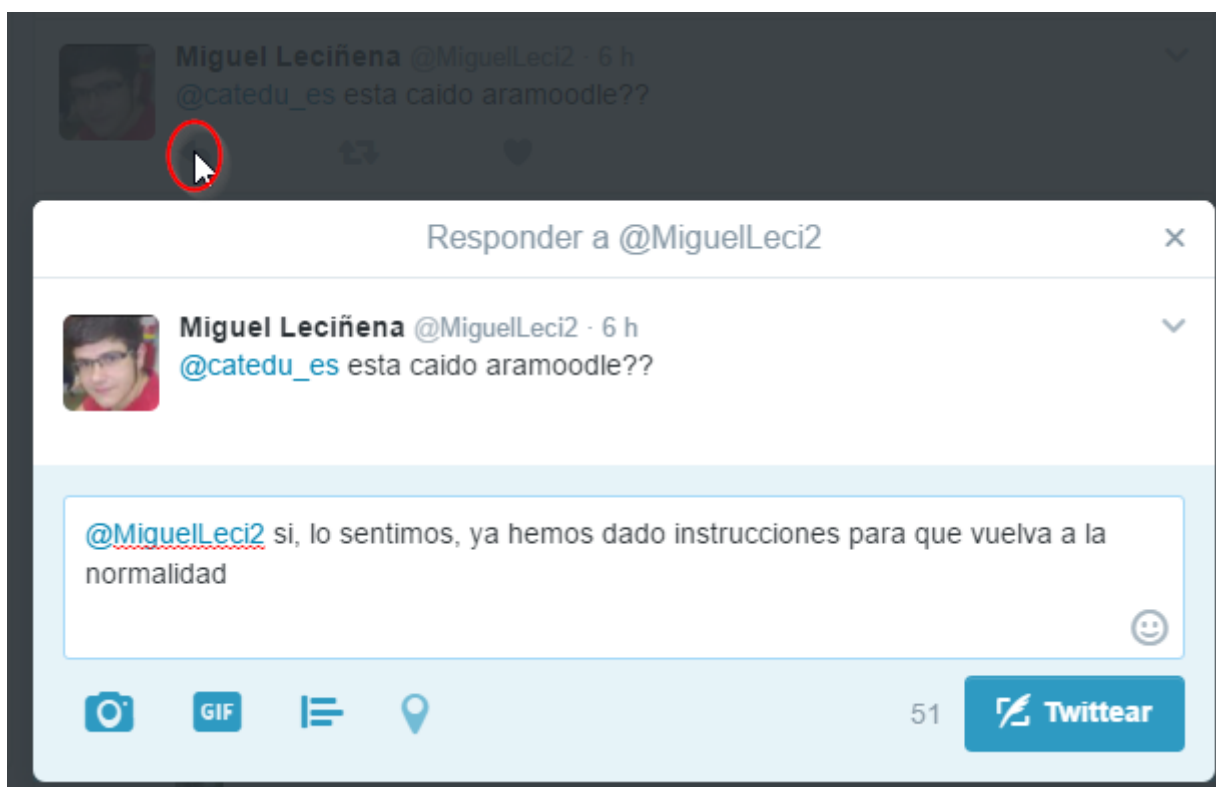 Miguel Leciñena @MiguelLeci2 · 6 h
@catedu_es esta caido aramoodle??
Responder a @MiguelLeci2
Miguel Leciñena @MiguelLeci2 · 6 h
@catedu_es esta caido aramoodle??
@MiguelLeci2 si, lo sentimos, ya hemos dado instrucciones para que vuelva a la
normalidad
GIF
51 Twittear